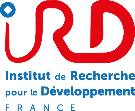 IRD
Institut de Recherche
pour le Développement
FRANCE